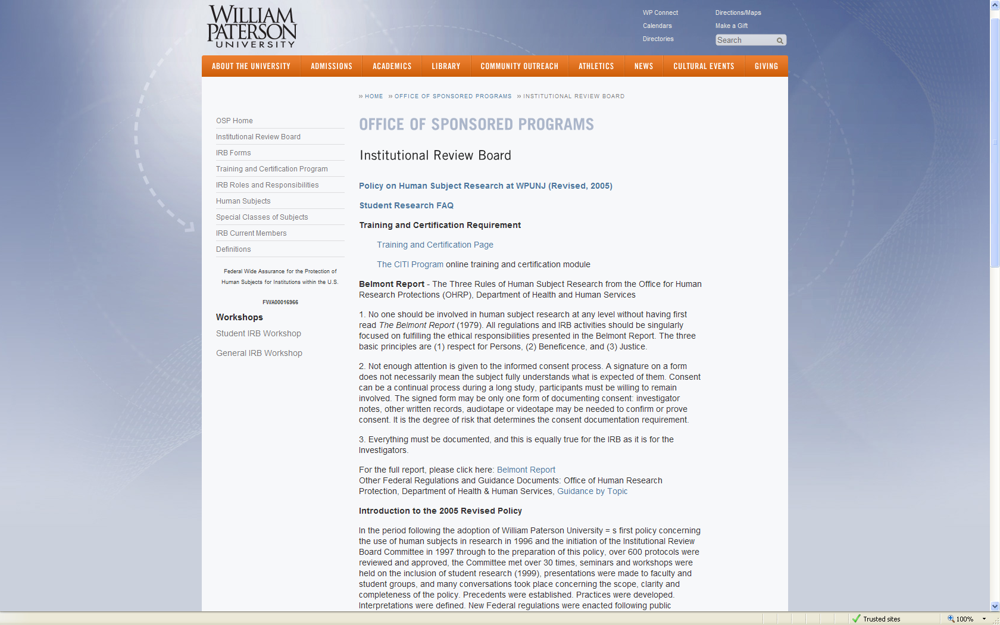 WILLIAM
PATERSON
UNIVERSITY
WP Connect
Directions/Maps
Calendars
Make a Gift
Directories
Search
ABOUT THE UNIVERSITY ADMISSIONS ACADEMICS LIBRARY COMMUNITY OUTREACH ATHLETICS NEWS CULTURAL EVENTS GIVING
» HOME » OFFICE OF SPONSORED PROGRAMS » INSTITUTIONAL REVIEW BOARD
OSP Home
Institutional Review Board
IRB Forms
Training and Certification Program
IRB Roles and Responsibilities
Human Subjects
Special Classes of Subjects
IRB Current Members
Definitions
Federal Wide Assurance for the Protection of
Human Subjects for Institutions within the U.S.
FWA00016966
Workshops
Student IRB Workshop
General IRB Workshop
OFFICE OF SPONSORED PROGRAMS
Institutional Review Board
Policy on Human Subject Research at WPUNJ (Revised, 2005)
Student Research FAQ
Training and Certification Requirement
Training and Certification Page
The CITI Program online training and certification module
Belmont Report - The Three Rules of Human Subject Research from the Office for Human
Research Protections (OHRP), Department of Health and Human Services
1. No one should be involved in human subject research at any level without having first
read The Belmont Report (1979). All regulations and IRB activities should be singularly
focused on fulfilling the ethical responsibilities presented in the Belmont Report. The three
basic principles are (1) respect for Persons, (2) Beneficence, and (3) Justice.
2. Not enough attention is given to the informed consent process. A signature on a form
does not necessarily mean the subject fully understands what is expected of them. Consent
can be a continual process during a long study, participants must be willing to remain
involved. The signed form may be only one form of documenting consent: investigator
notes, other written records, audiotape or videotape may be needed to confirm or prove
consent. It is the degree of risk that determines the consent documentation requirement.
3. Everything must be documented, and this is equally true for the IRB as it is for the
Investigators.
For the full report, please click here: Belmont Report
Other Federal Regulations and Guidance Documents: Office of Human Research
Protection, Department of Health & Human Services, Guidance by Topic
Introduction to the 2005 Revised Policy
In the period following the adoption of William Paterson University = s first policy concerning
the use of human subjects in research in 1996 and the initiation of the Institutional Review
Board Committee in 1997 through to the preparation of this policy, over 600 protocols were
reviewed and approved, the Committee met over 30 times, seminars and workshops were
held on the inclusion of student research (1999), presentations were made to faculty and
student groups, and many conversations took place concerning the scope, clarity and
completeness of the policy. Precedents were established. Practices were developed.
Interpretations were defined. New Federal regulations were enacted following public
Trusted sites
100%